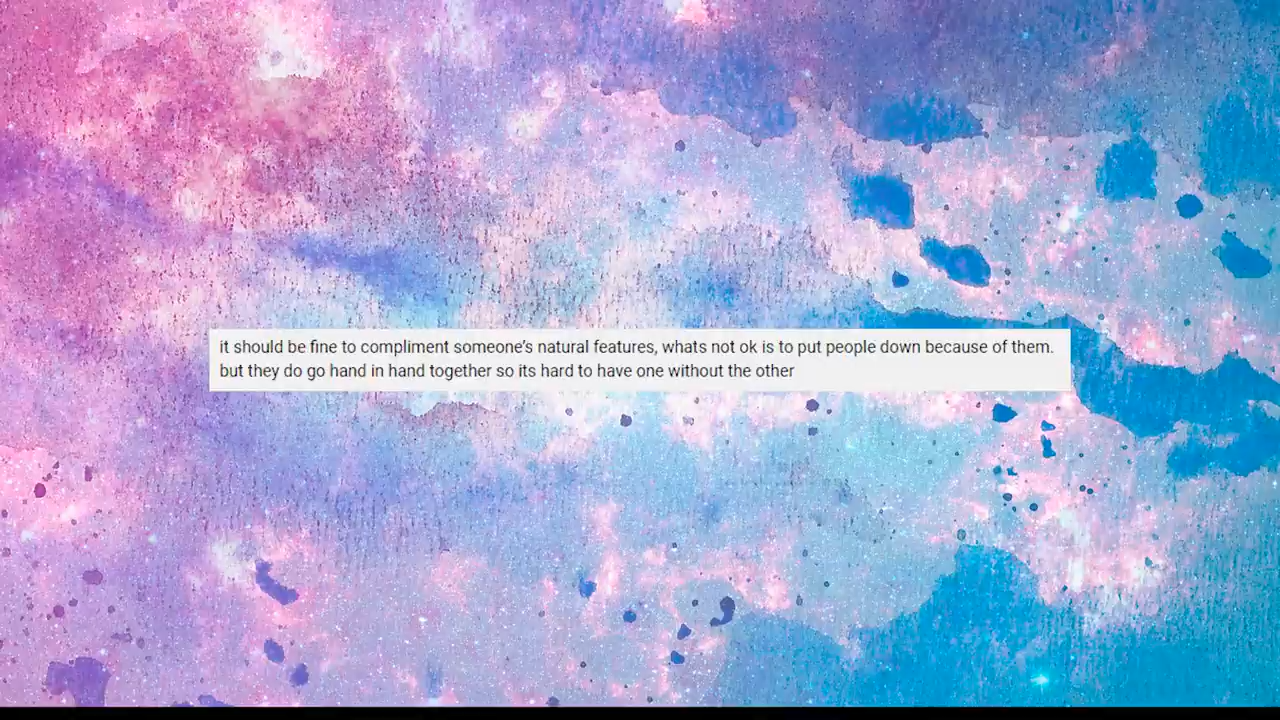 it should be fine to compliment someone's natural features, whats not ok is to put people down because of them.
but they do go hand in hand together so its hard to have one without the other